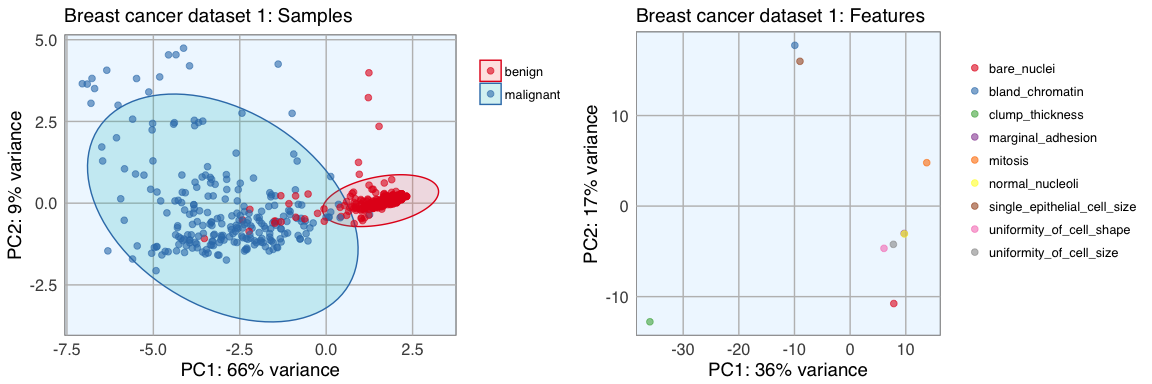 Breast cancer dataset 1: Samples
5.0
2.5
0.0
-2.5
PC2: 9% variance
-7.5
-5.0
-2.5
0.0
2.5
PC1: 66% variance
benign
malignant
Breast cancer dataset 1: Features
10
0
-10
PC2: 17% variance
-30
-20
-10
0
10
PC1: 36% variance
bare_nuclei
bland_chromatin
clump_thickness
marginal_adhesion
mitosis
normal_nucleoli
single_epithelial_cell_size
uniformity_of_cell_shape
uniformity_of_cell_size